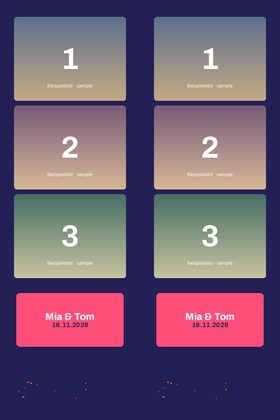 1
Beispielbild · sample
2
Beispielbild · sample
3
Beispielbild · sample
Mia & Tom
18.11.2026
1
Beispielbild · sample
2
Beispielbild · sample
3
Beispielbild · sample
Mia & Tom
18.11.2026